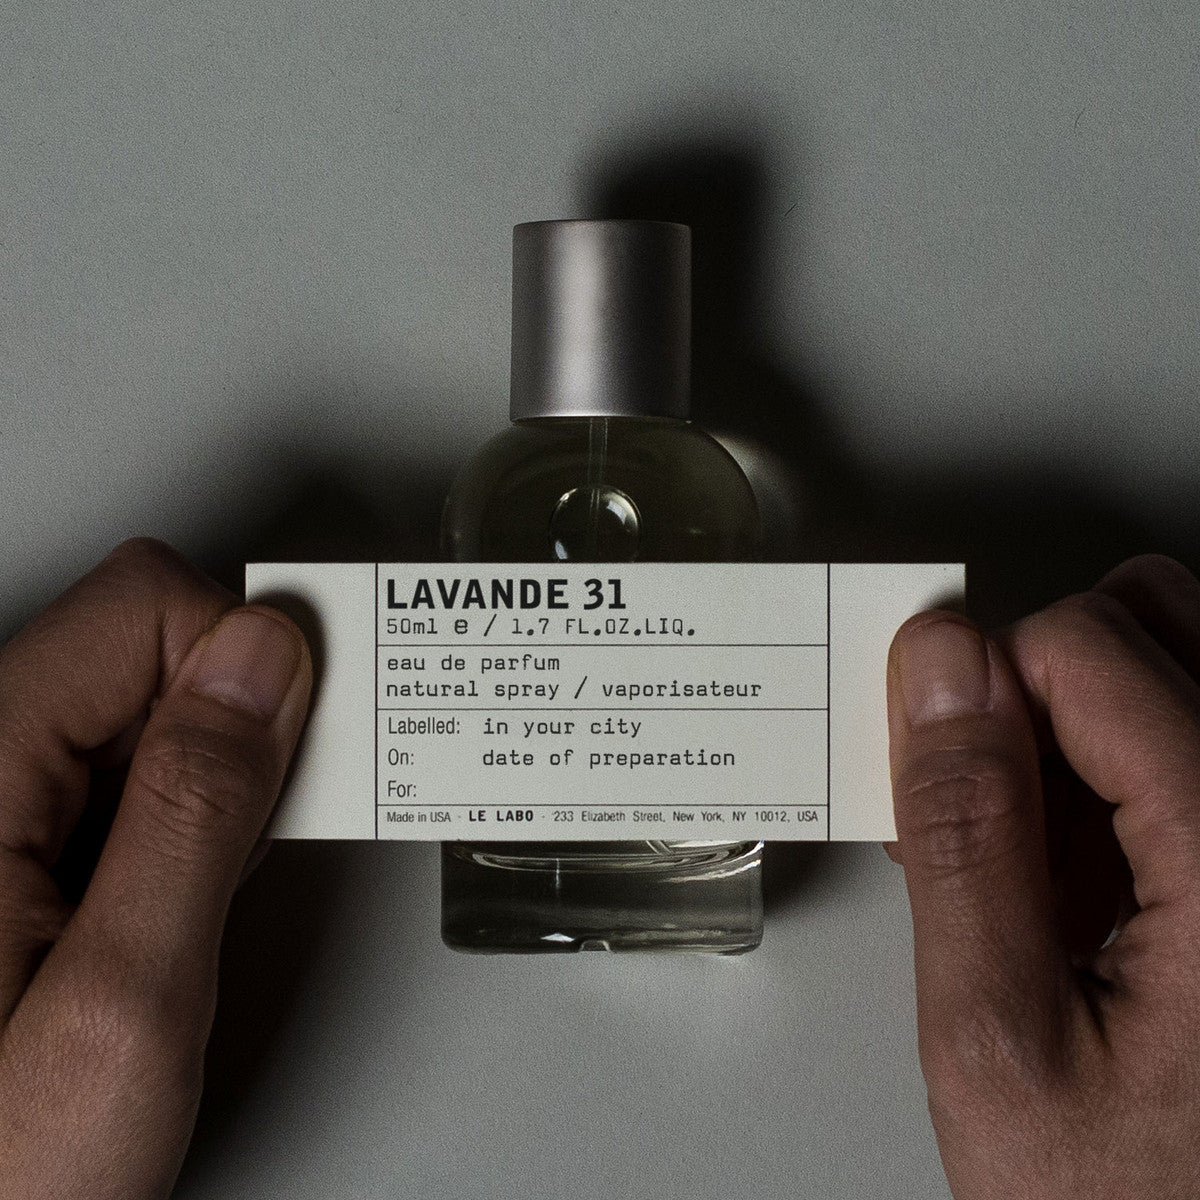 LAVANDE 31
50ml e / 1.7 FL.OZ.LIQ.
eau de parfum
natural spray / vaporisateur
Labelled: in your city
On: date of preparation
For:
Made in USA · LE LABO · 233 Elizabeth Street, New York, NY 10012, USA